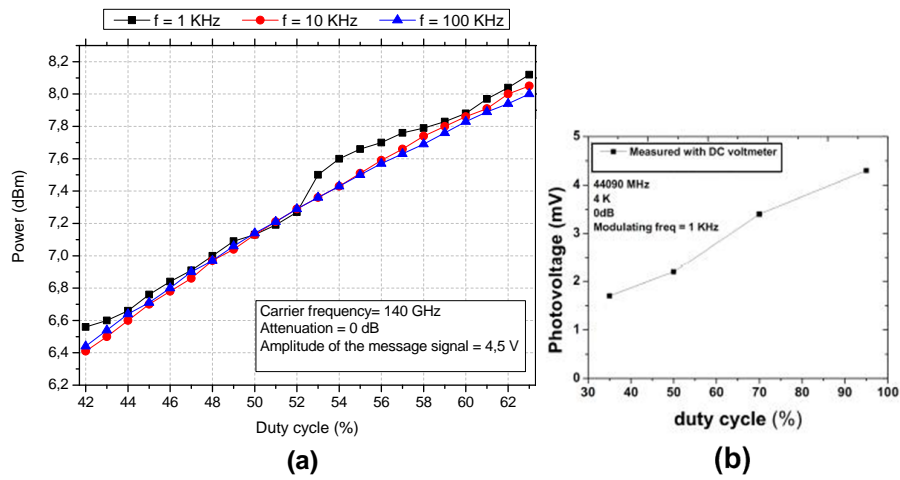 f = 1 KHz f = 10 KHz f = 100 KHz
8,2
8,0
7,8
7,6
7,4
7,2
7,0
6,8
6,6
6,4
6,2
Power (dBm)
Carrier frequency= 140 GHz
Attenuation = 0 dB
Amplitude of the message signal = 4,5 V
42 44 46 48 50 52 54 56 58 60 62
Duty cycle (%)
(a)
5
4
3
2
1
0
Photovoltage (mV)
Measured with DC voltmeter
44090 MHz
4 K
0dB
Modulating freq = 1 KHz
30 40 50 60 70 80 90 100
duty cycle (%)
(b)